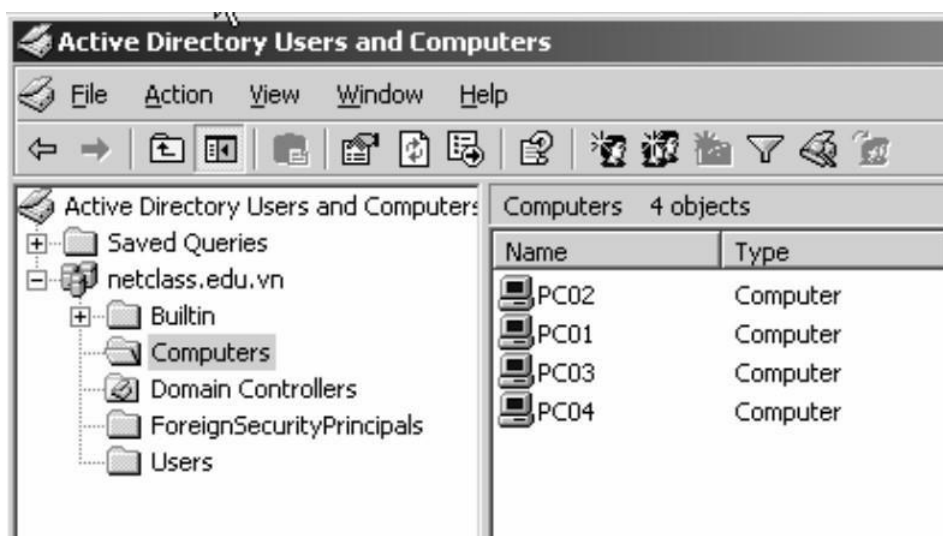 Active Directory Users and Computers
File Action View Window Help
Active Directory Users and Computers
Saved Queries
netclass.edu.vn
Builtin
Computers
Domain Controllers
ForeignSecurityPrincipals
Users
Computers 4 objects
Name Type
PC02 Computer
PC01 Computer
PC03 Computer
PC04 Computer